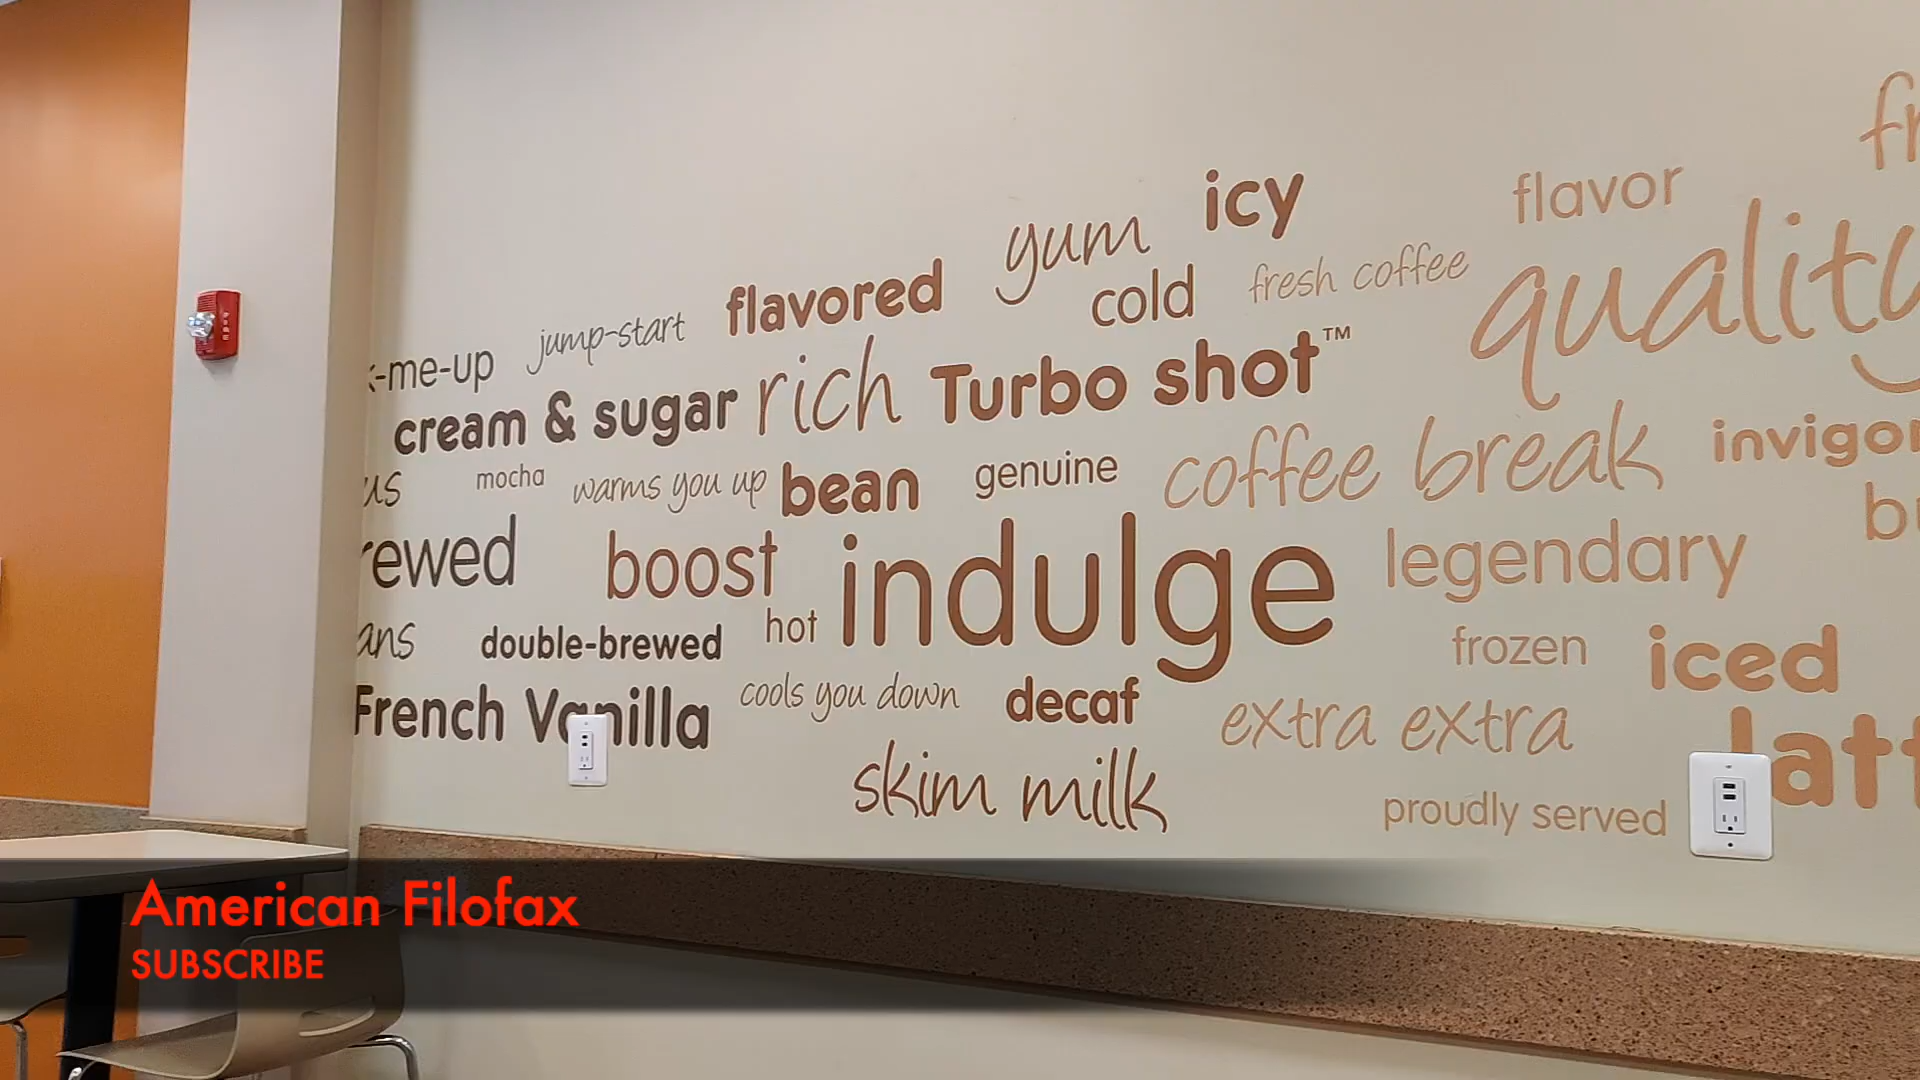 icy
flavor
yum
flavored
cold
fresh coffee
quality
jump-start
-me-up
cream & sugar
rich
Turbo shot™
mocha
warms you up
bean
genuine
coffee break
boost
indulge
legendary
double-brewed
hot
frozen
iced
French Vanilla
cools you down
decaf
extra extra
skim milk
proudly served
American Filofax
SUBSCRIBE